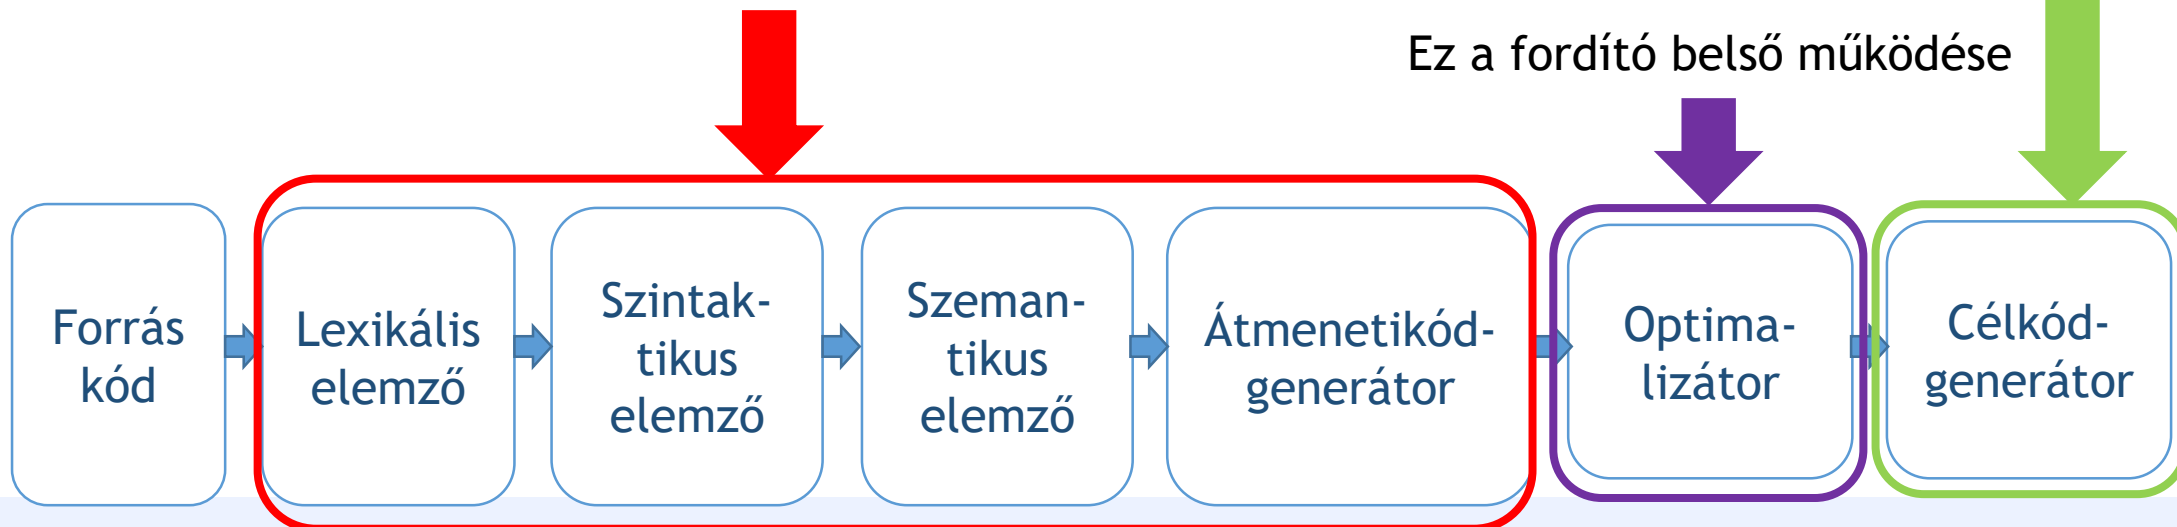 Ez a fordító belső működése
Forrás
kód
Lexikális
elemző
Szintak-
tikus
elemző
Szeman-
tikus
elemző
Átmenetikód-
generátor
Optima-
lizátor
Célkód-
generátor